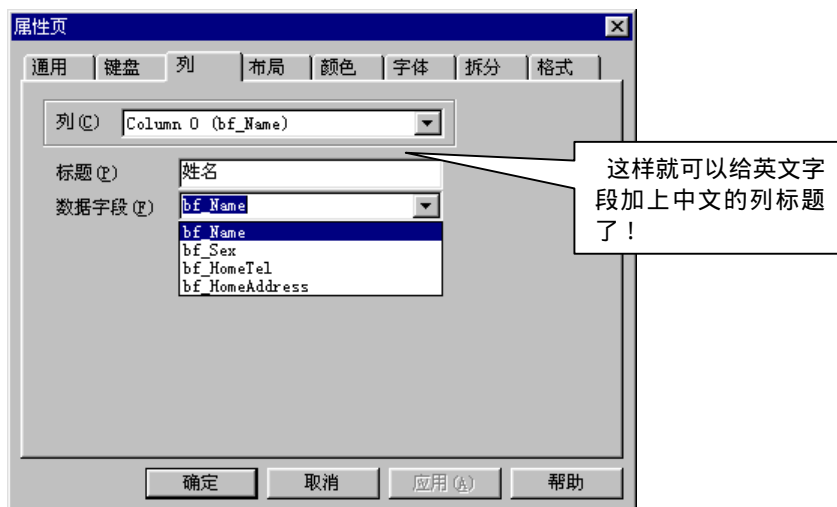 属性页
通用 键盘 列 布局 颜色 字体 拆分 格式
列(C) Column 0 (bf_Name)
标题(P) 姓名
数据字段(F) bf_Name
bf_Name
bf_Sex
bf_HomeTel
bf_HomeAddress
这样就可以给英文字
段加上中文的列标题
了！
确定 取消 应用(A) 帮助